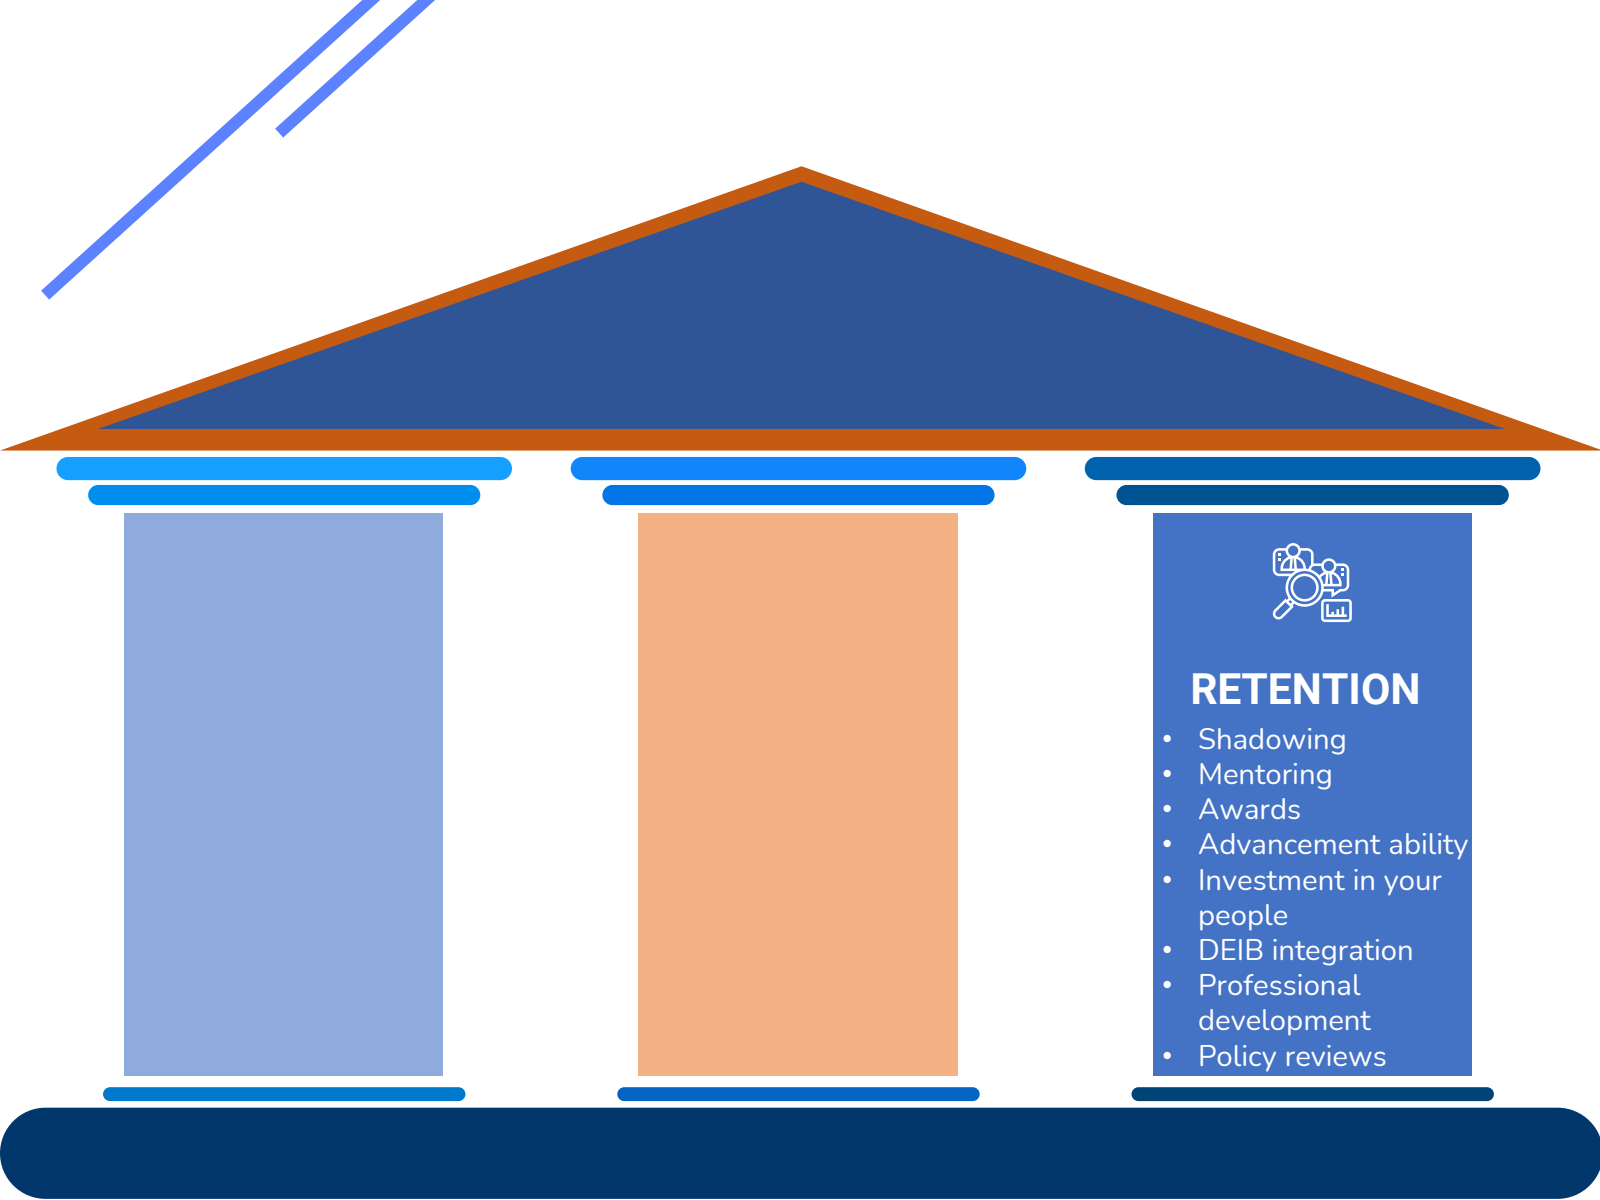 RETENTION
• Shadowing
• Mentoring
• Awards
• Advancement ability
• Investment in your
people
• DEIB integration
• Professional
development
• Policy reviews